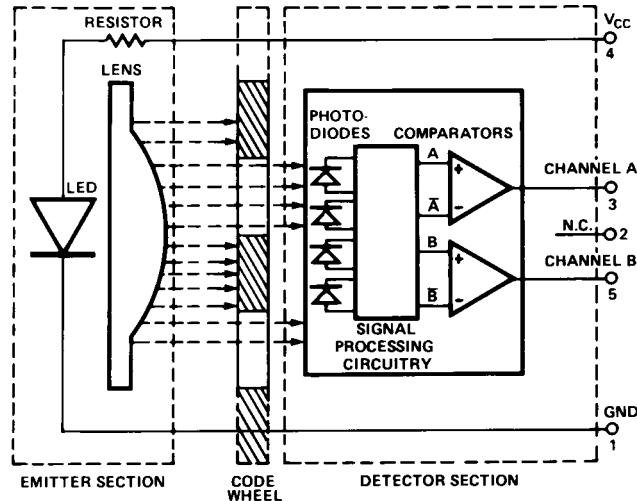 RESISTOR
V_CC
4
LENS
PHOTO-
DIODES
COMPARATORS
A
+
CHANNEL A
3
LED
A̅
–
N.C.
2
B
+
CHANNEL B
5
B̅
–
SIGNAL
PROCESSING
CIRCUITRY
GND
1
EMITTER SECTION
CODE
WHEEL
DETECTOR SECTION